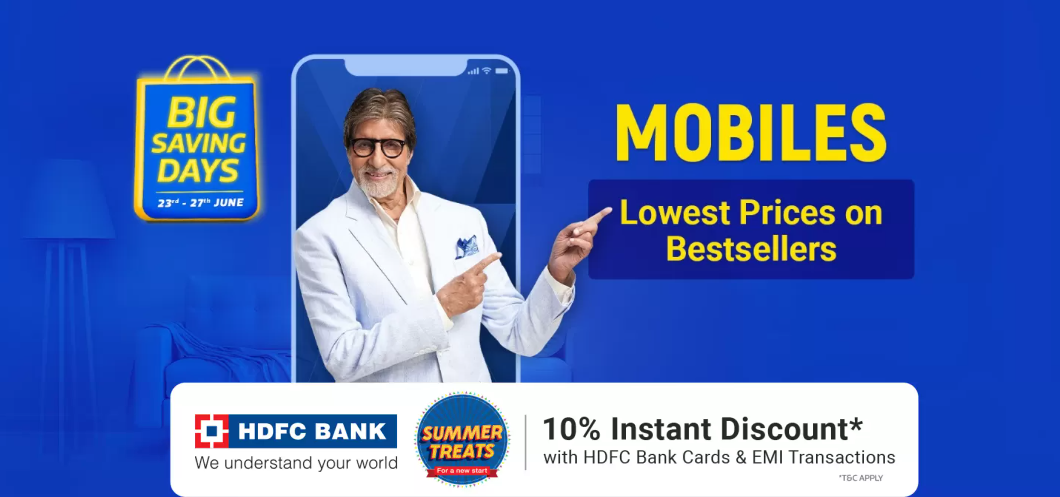 BIG
SAVING
DAYS
23rd - 27th JUNE
MOBILES
Lowest Prices on
Bestsellers
HDFC BANK
We understand your world
SUMMER
TREATS
For a new start
10% Instant Discount*
with HDFC Bank Cards & EMI Transactions
*T&C APPLY